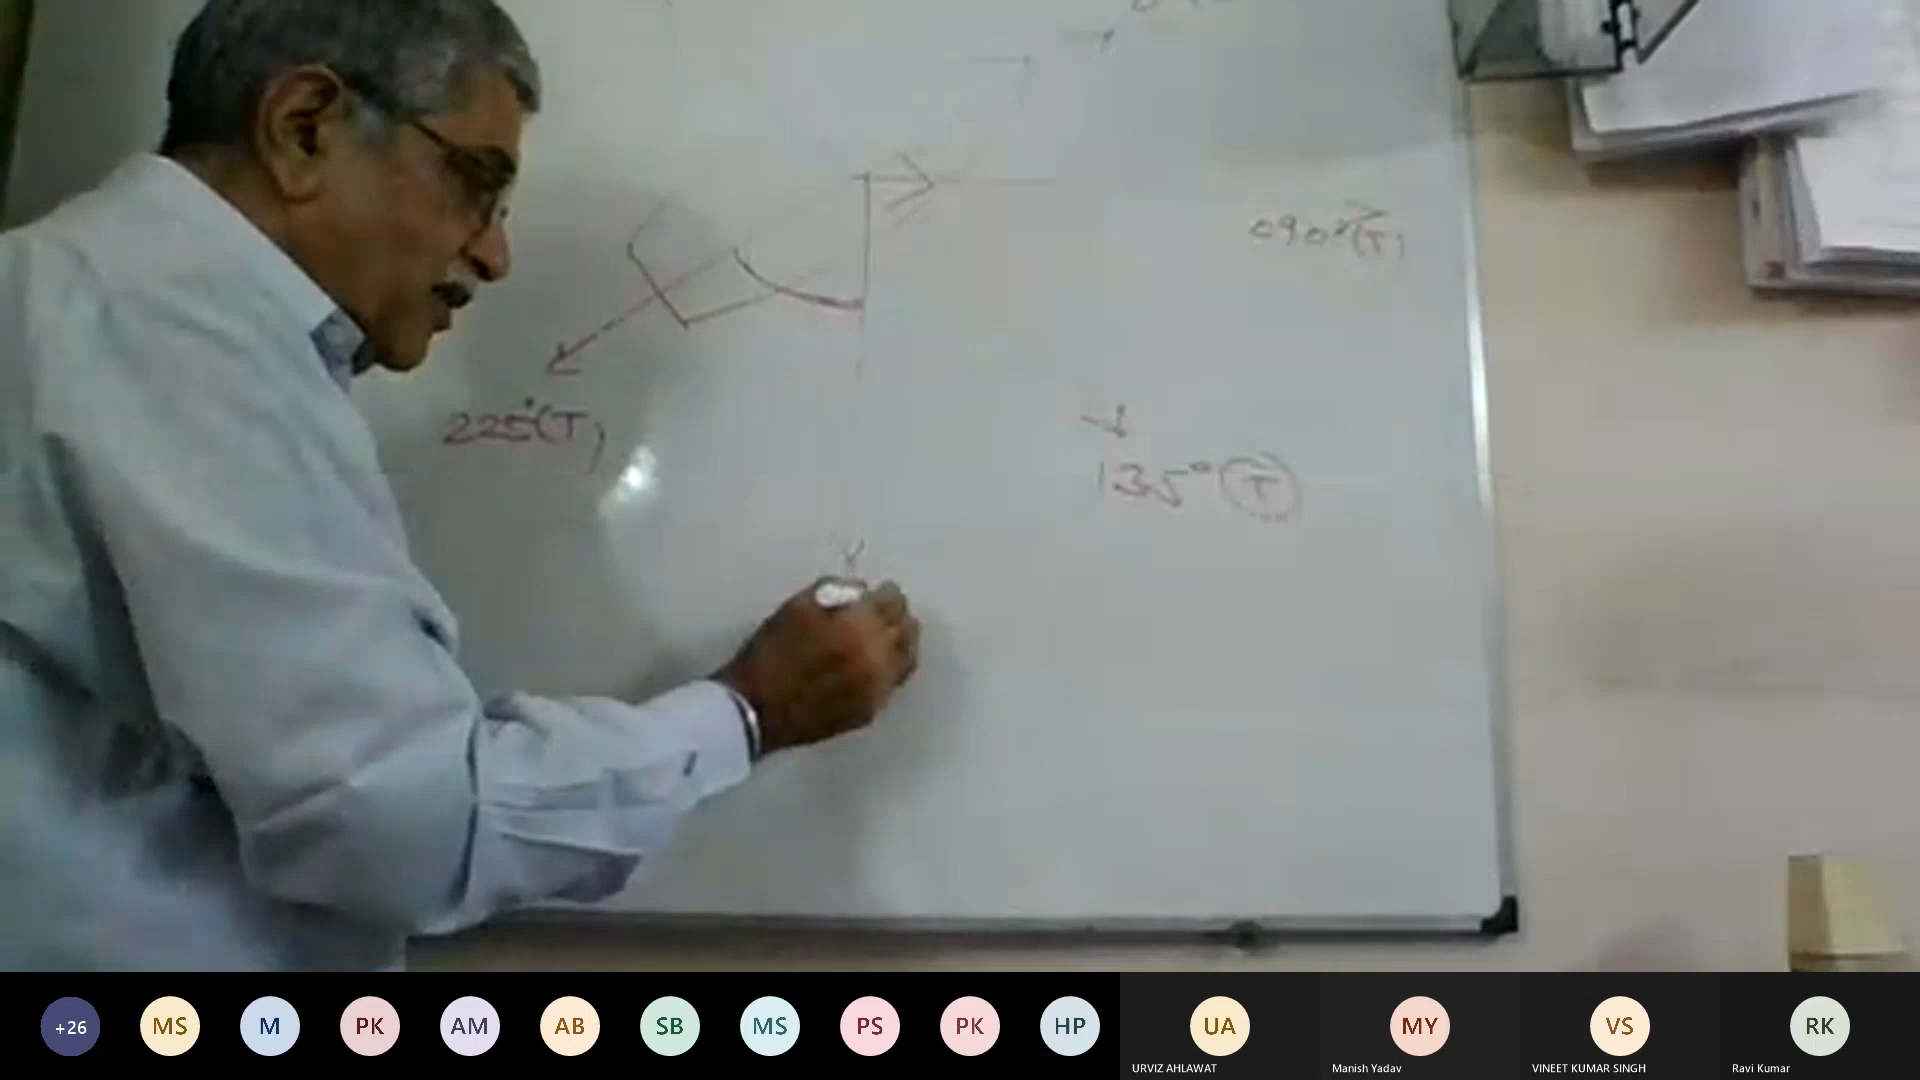 090°(T)
225°(T)
135° (T)
Y
+26
MS
M
PK
AM
AB
SB
MS
PS
PK
HP
UA
MY
VS
RK
URVIZ AHLAWAT
Manish Yadav
VINEET KUMAR SINGH
Ravi Kumar